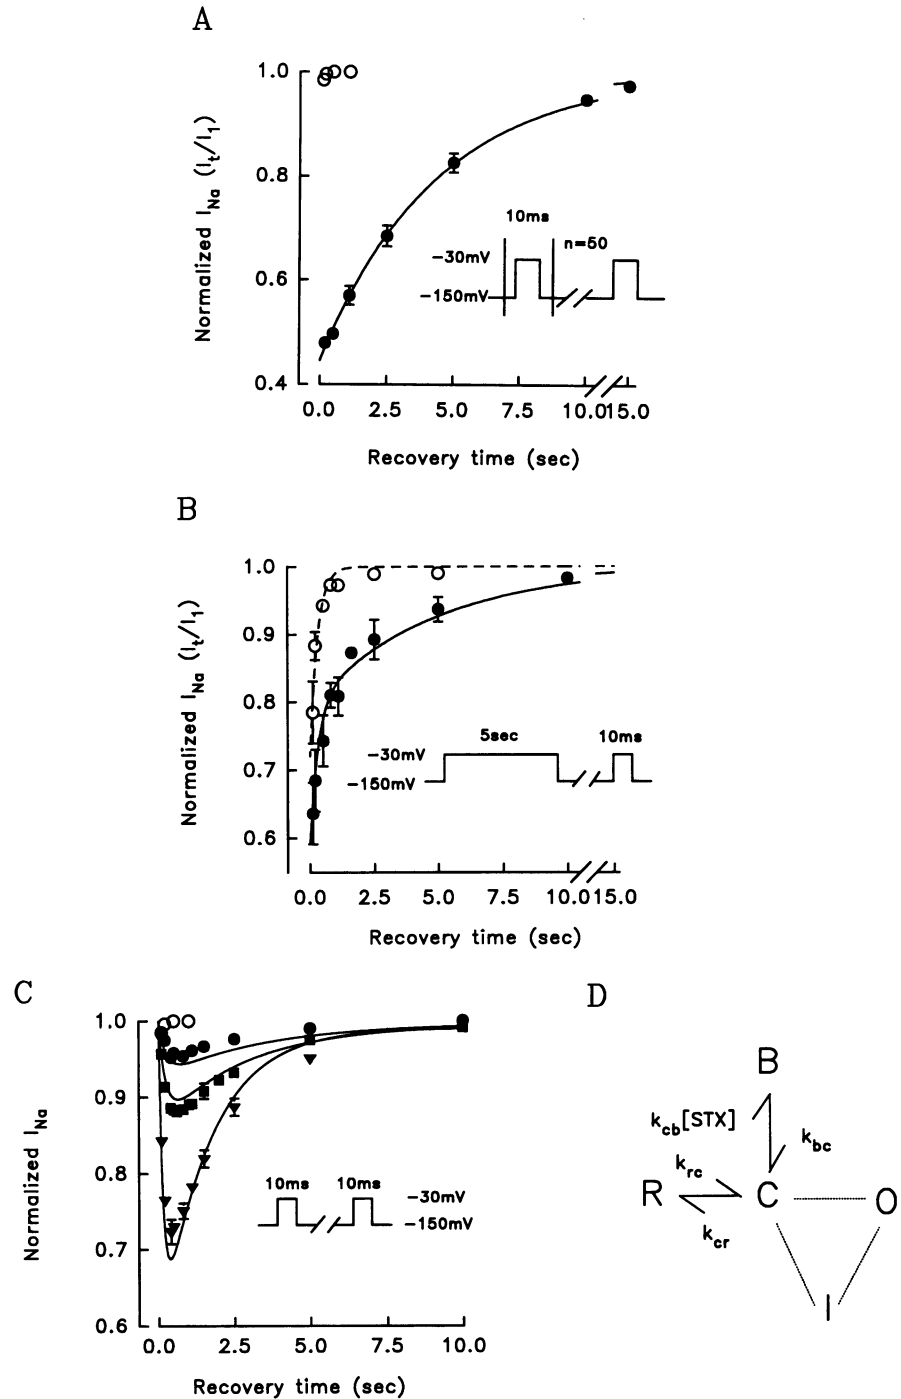 A
Normalized I_Na (I_t/I_1)
1.0
0.8
0.6
0.4
10ms
n=50
−30mV
−150mV
0.0 2.5 5.0 7.5 10.0 15.0
Recovery time (sec)
B
Normalized I_Na (I_t/I_1)
1.0
0.9
0.8
0.7
0.6
5sec 10ms
−30mV
−150mV
0.0 2.5 5.0 7.5 10.0 15.0
Recovery time (sec)
C
Normalized I_Na
1.0
0.9
0.8
0.7
0.6
10ms 10ms
−30mV
−150mV
0.0 2.5 5.0 7.5 10.0
Recovery time (sec)
D
B
k_cb[STX]
k_bc
k_rc
R C O
k_cr
I